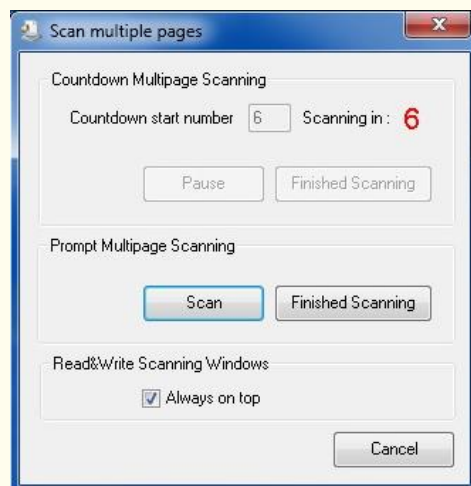 Scan multiple pages
Countdown Multipage Scanning
Countdown start number 6 Scanning in : 6
Pause Finished Scanning
Prompt Multipage Scanning
Scan Finished Scanning
Read&Write Scanning Windows
Always on top
Cancel